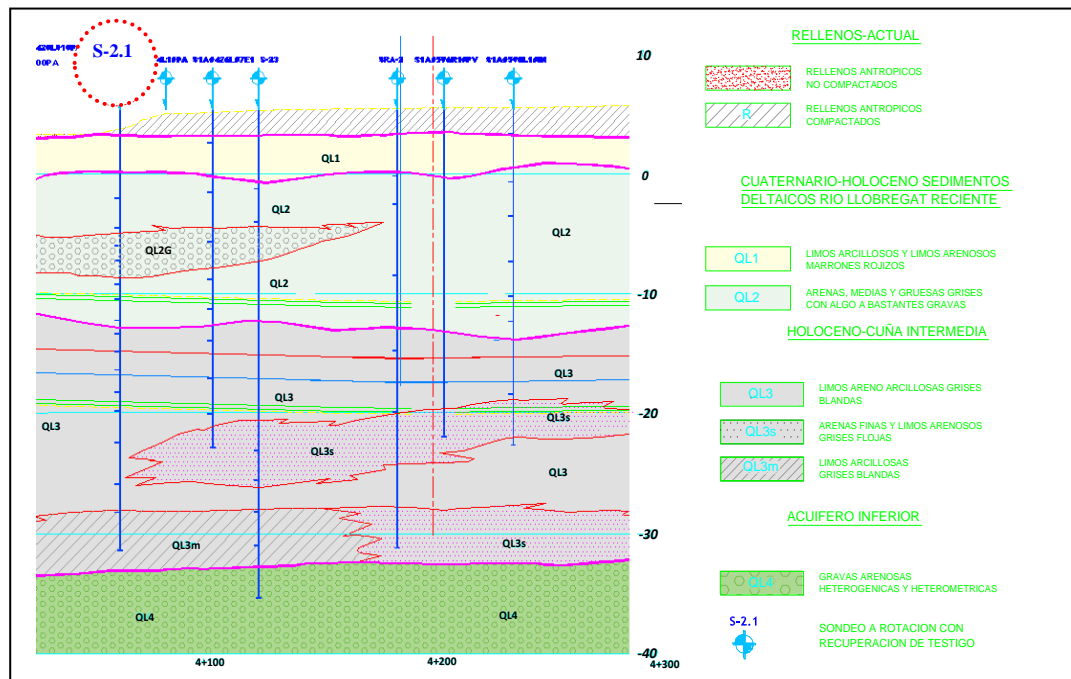 S-2.1
00PA
S-23
SRA-2
QL1
QL2
QL2
QL2G
QL2
QL3
QL3
QL3
QL3s
QL3s
QL3
QL3m
QL3s
QL4
QL4
4+100
4+200
4+300
10
0
-10
-20
-30
-40
RELLENOS-ACTUAL
RELLENOS ANTROPICOS
NO COMPACTADOS
R
RELLENOS ANTROPICOS
COMPACTADOS
CUATERNARIO-HOLOCENO SEDIMENTOS
DELTAICOS RIO LLOBREGAT RECIENTE
QL1
LIMOS ARCILLOSOS Y LIMOS ARENOSOS
MARRONES ROJIZOS
QL2
ARENAS, MEDIAS Y GRUESAS GRISES
CON ALGO A BASTANTES GRAVAS
HOLOCENO-CUÑA INTERMEDIA
QL3
LIMOS ARENO ARCILLOSAS GRISES
BLANDAS
QL3s
ARENAS FINAS Y LIMOS ARENOSOS
GRISES FLOJAS
QL3m
LIMOS ARCILLOSAS
GRISES BLANDAS
ACUIFERO INFERIOR
QL4
GRAVAS ARENOSAS
HETEROGENICAS Y HETEROMETRICAS
S-2.1
SONDEO A ROTACION CON
RECUPERACION DE TESTIGO